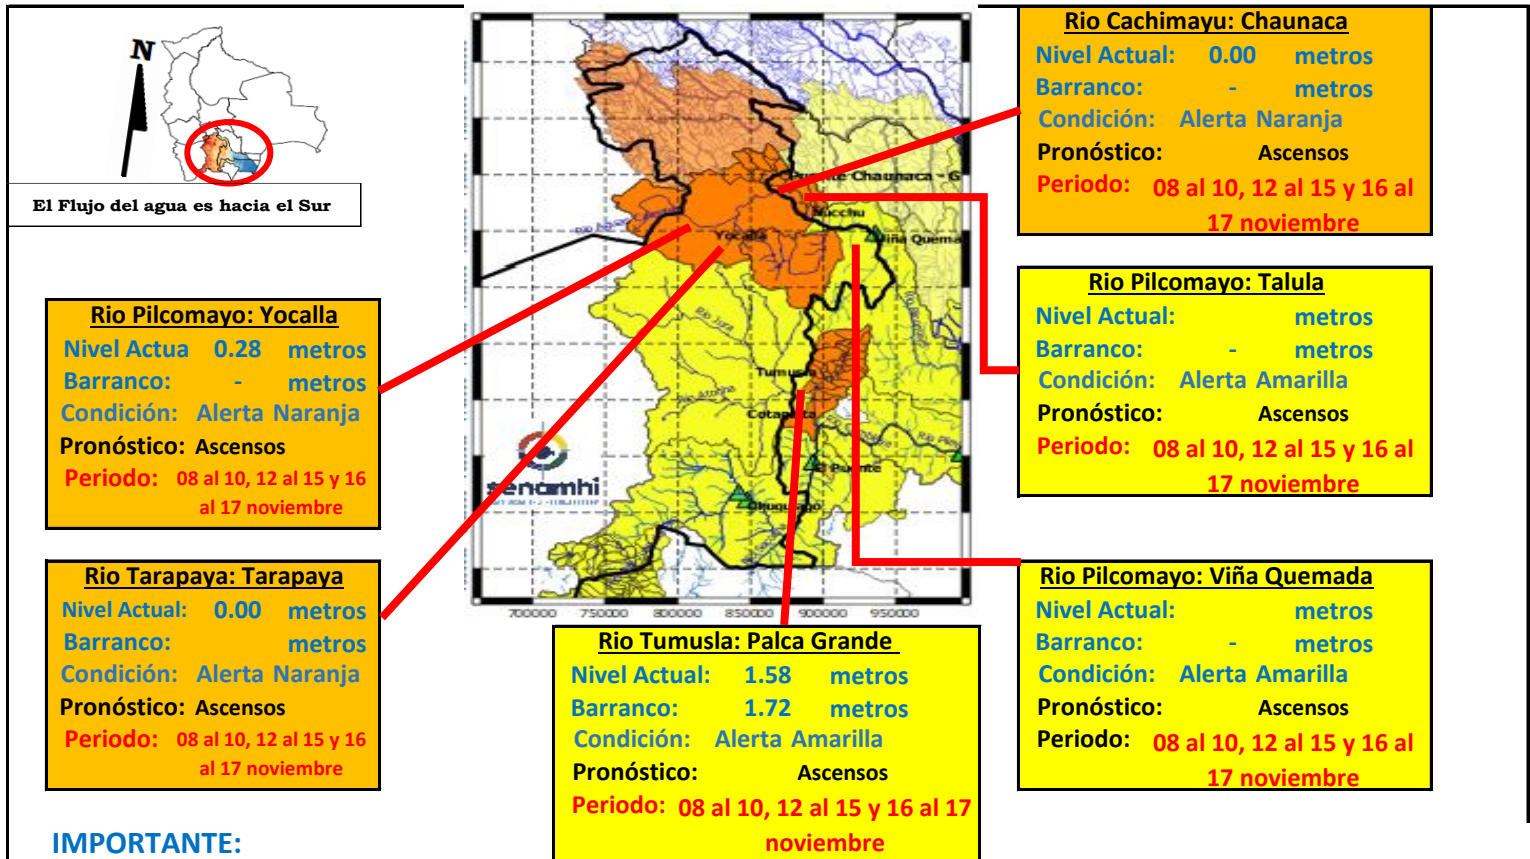 N
El Flujo del agua es hacia el Sur
Rio Pilcomayo: Yocalla
Nivel Actua 0.28 metros
Barranco: - metros
Condición: Alerta Naranja
Pronóstico: Ascensos
Periodo: 08 al 10, 12 al 15 y 16
al 17 noviembre
Rio Tarapaya: Tarapaya
Nivel Actual: 0.00 metros
Barranco: metros
Condición: Alerta Naranja
Pronóstico: Ascensos
Periodo: 08 al 10, 12 al 15 y 16
al 17 noviembre
IMPORTANTE:
Puente Chaunaca - G
Nucchu
Viña Quema
Yocalla
Tumusla
Cotagaita
El Puente
Chuquiago
senamhi
700000 750000 800000 850000 900000 950000
Rio Tumusla: Palca Grande
Nivel Actual: 1.58 metros
Barranco: 1.72 metros
Condición: Alerta Amarilla
Pronóstico: Ascensos
Periodo: 08 al 10, 12 al 15 y 16 al 17
noviembre
Rio Cachimayu: Chaunaca
Nivel Actual: 0.00 metros
Barranco: - metros
Condición: Alerta Naranja
Pronóstico: Ascensos
Periodo: 08 al 10, 12 al 15 y 16 al
17 noviembre
Rio Pilcomayo: Talula
Nivel Actual: metros
Barranco: - metros
Condición: Alerta Amarilla
Pronóstico: Ascensos
Periodo: 08 al 10, 12 al 15 y 16 al
17 noviembre
Rio Pilcomayo: Viña Quemada
Nivel Actual: metros
Barranco: - metros
Condición: Alerta Amarilla
Pronóstico: Ascensos
Periodo: 08 al 10, 12 al 15 y 16 al
17 noviembre